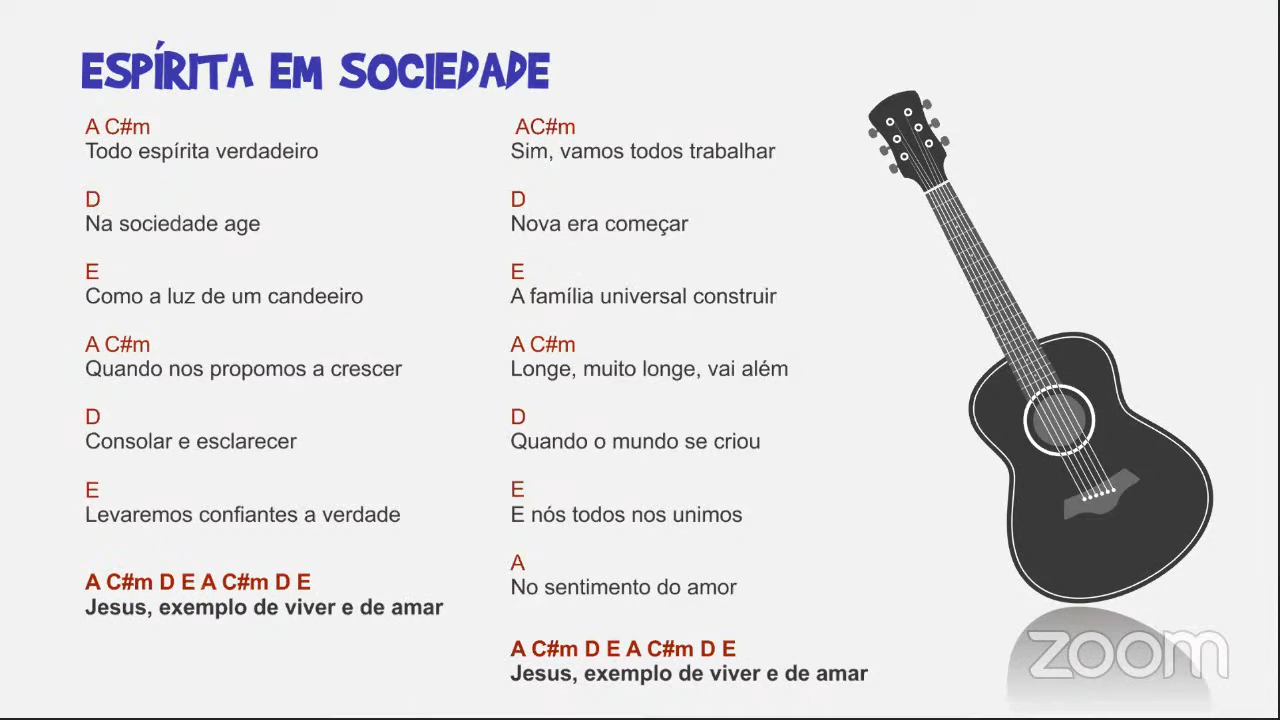 ESPÍRITA EM SOCIEDADE
A C#m
Todo espírita verdadeiro
D
Na sociedade age
E
Como a luz de um candeeiro
A C#m
Quando nos propomos a crescer
D
Consolar e esclarecer
E
Levaremos confiantes a verdade
A C#m D E A C#m D E
Jesus, exemplo de viver e de amar
AC#m
Sim, vamos todos trabalhar
D
Nova era começar
E
A família universal construir
A C#m
Longe, muito longe, vai além
D
Quando o mundo se criou
E
E nós todos nos unimos
A
No sentimento do amor
A C#m D E A C#m D E
Jesus, exemplo de viver e de amar
zoom